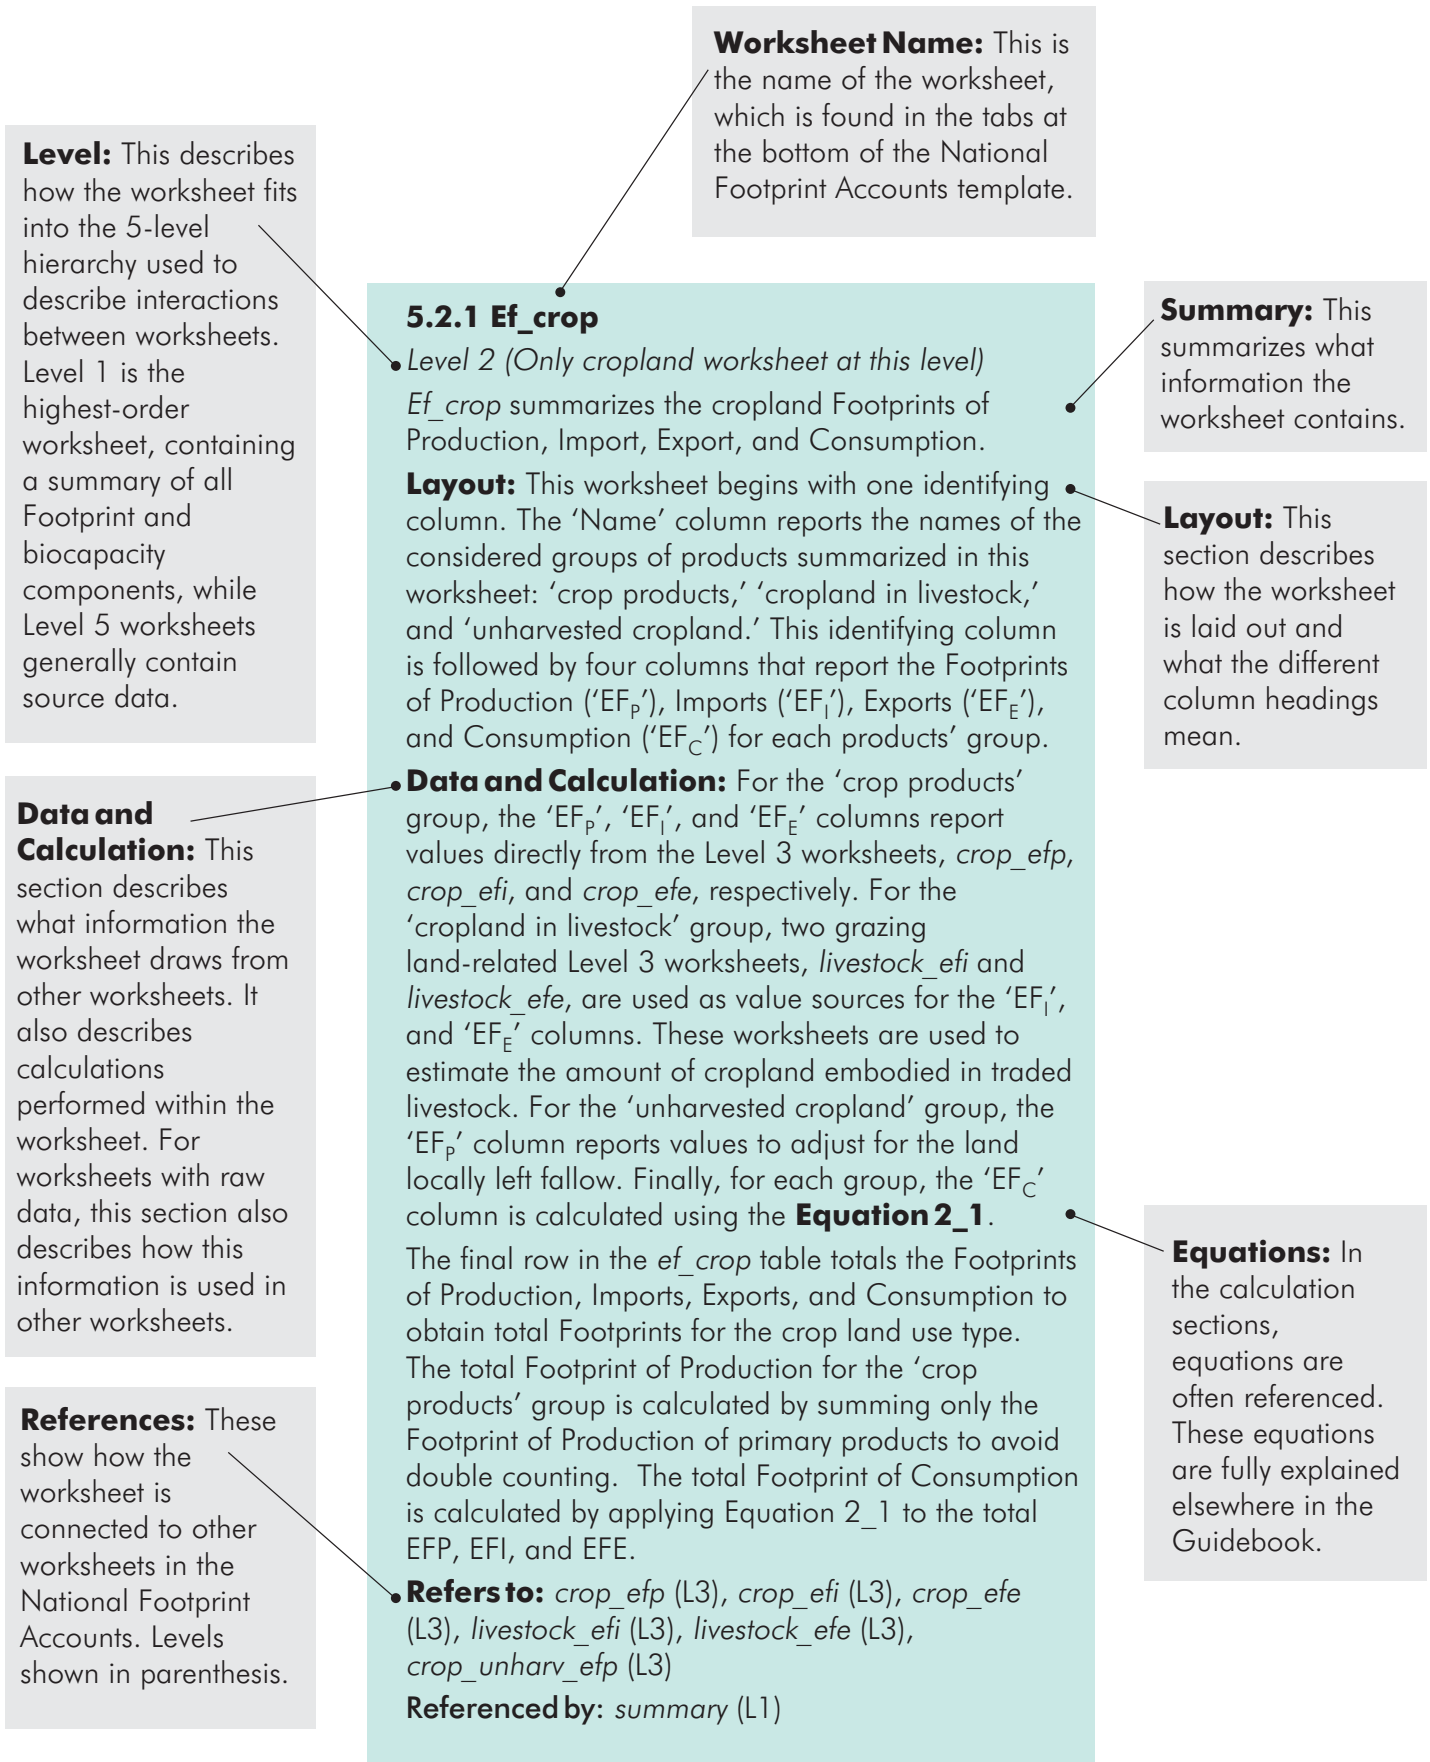 Worksheet Name: This is
the name of the worksheet,
which is found in the tabs at
the bottom of the National
Footprint Accounts template.
Level: This describes
how the worksheet fits
into the 5-level
hierarchy used to
describe interactions
between worksheets.
Level 1 is the
highest-order
worksheet, containing
a summary of all
Footprint and
biocapacity
components, while
Level 5 worksheets
generally contain
source data.
Data and
Calculation: This
section describes
what information the
worksheet draws from
other worksheets. It
also describes
calculations
performed within the
worksheet. For
worksheets with raw
data, this section also
describes how this
information is used in
other worksheets.
References: These
show how the
worksheet is
connected to other
worksheets in the
National Footprint
Accounts. Levels
shown in parenthesis.
5.2.1 Ef_crop
Level 2 (Only cropland worksheet at this level)
Ef_crop summarizes the cropland Footprints of
Production, Import, Export, and Consumption.
Layout: This worksheet begins with one identifying
column. The ‘Name’ column reports the names of the
considered groups of products summarized in this
worksheet: ‘crop products,’ ‘cropland in livestock,’
and ‘unharvested cropland.’ This identifying column
is followed by four columns that report the Footprints
of Production (‘EFP’), Imports (‘EFI’), Exports (‘EFE’),
and Consumption (‘EFC’) for each products’ group.
Data and Calculation: For the ‘crop products’
group, the ‘EFP’, ‘EFI’, and ‘EFE’ columns report
values directly from the Level 3 worksheets, crop_efp,
crop_efi, and crop_efe, respectively. For the
‘cropland in livestock’ group, two grazing
land-related Level 3 worksheets, livestock_efi and
livestock_efe, are used as value sources for the ‘EFI’,
and ‘EFE’ columns. These worksheets are used to
estimate the amount of cropland embodied in traded
livestock. For the ‘unharvested cropland’ group, the
‘EFP’ column reports values to adjust for the land
locally left fallow. Finally, for each group, the ‘EFC’
column is calculated using the Equation 2_1.
The final row in the ef_crop table totals the Footprints
of Production, Imports, Exports, and Consumption to
obtain total Footprints for the crop land use type.
The total Footprint of Production for the ‘crop
products’ group is calculated by summing only the
Footprint of Production of primary products to avoid
double counting.  The total Footprint of Consumption
is calculated by applying Equation 2_1 to the total
EFP, EFI, and EFE.
Refers to: crop_efp (L3), crop_efi (L3), crop_efe
(L3), livestock_efi (L3), livestock_efe (L3),
crop_unharv_efp (L3)
Referenced by: summary (L1)
Summary: This
summarizes what
information the
worksheet contains.
Layout: This
section describes
how the worksheet
is laid out and
what the different
column headings
mean.
Equations: In
the calculation
sections,
equations are
often referenced.
These equations
are fully explained
elsewhere in the
Guidebook.